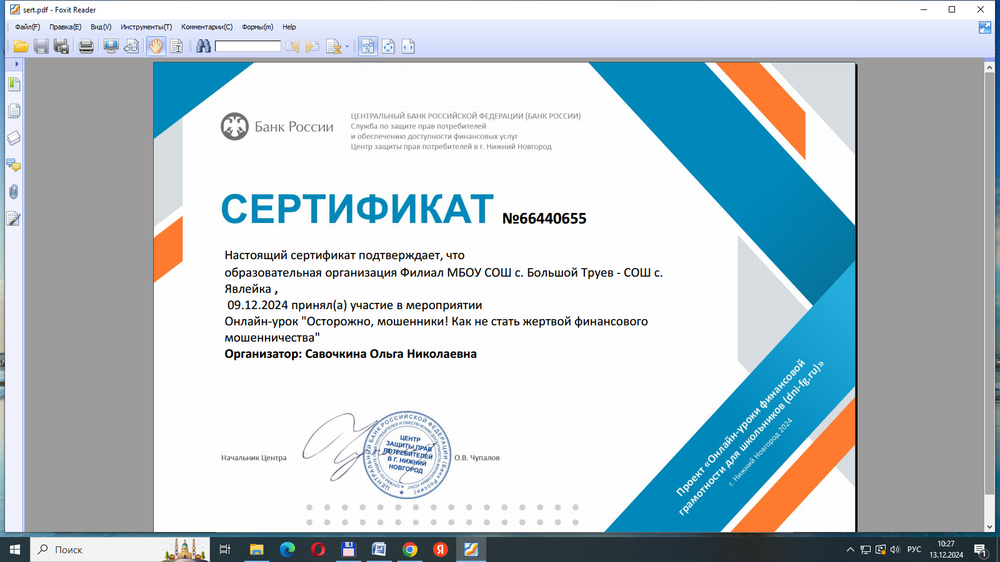 sert.pdf - Foxit Reader
Файл(F) Правка(E) Вид(V) Инструменты(T) Комментарии(C) Формы(m) Help
Банк России
ЦЕНТРАЛЬНЫЙ БАНК РОССИЙСКОЙ ФЕДЕРАЦИИ (БАНК РОССИИ)
Служба по защите прав потребителей
и обеспечению доступности финансовых услуг
Центр защиты прав потребителей в г. Нижний Новгород
СЕРТИФИКАТ №66440655
Настоящий сертификат подтверждает, что
образовательная организация Филиал МБОУ СОШ с. Большой Труев - СОШ с.
Явлейка ,
09.12.2024 принял(а) участие в мероприятии
Онлайн-урок "Осторожно, мошенники! Как не стать жертвой финансового
мошенничества"
Организатор: Савочкина Ольга Николаевна
Начальник Центра
ЦЕНТРАЛЬНЫЙ БАНК РОССИЙСКОЙ ФЕДЕРАЦИИ (Банк России)
СЛУЖБА ПО ЗАЩИТЕ ПРАВ ПОТРЕБИТЕЛЕЙ И ОБЕСПЕЧЕНИЮ ДОСТУПНОСТИ ФИНАНСОВЫХ УСЛУГ
ЦЕНТР
ЗАЩИТЫ ПРАВ
ПОТРЕБИТЕЛЕЙ
В Г. НИЖНИЙ
НОВГОРОД
О.В. Чупалов
Проект «Онлайн-уроки финансовой
грамотности для школьников (dni-fg.ru)»
г. Нижний Новгород 2024
Поиск
РУС
10:27
13.12.2024
1